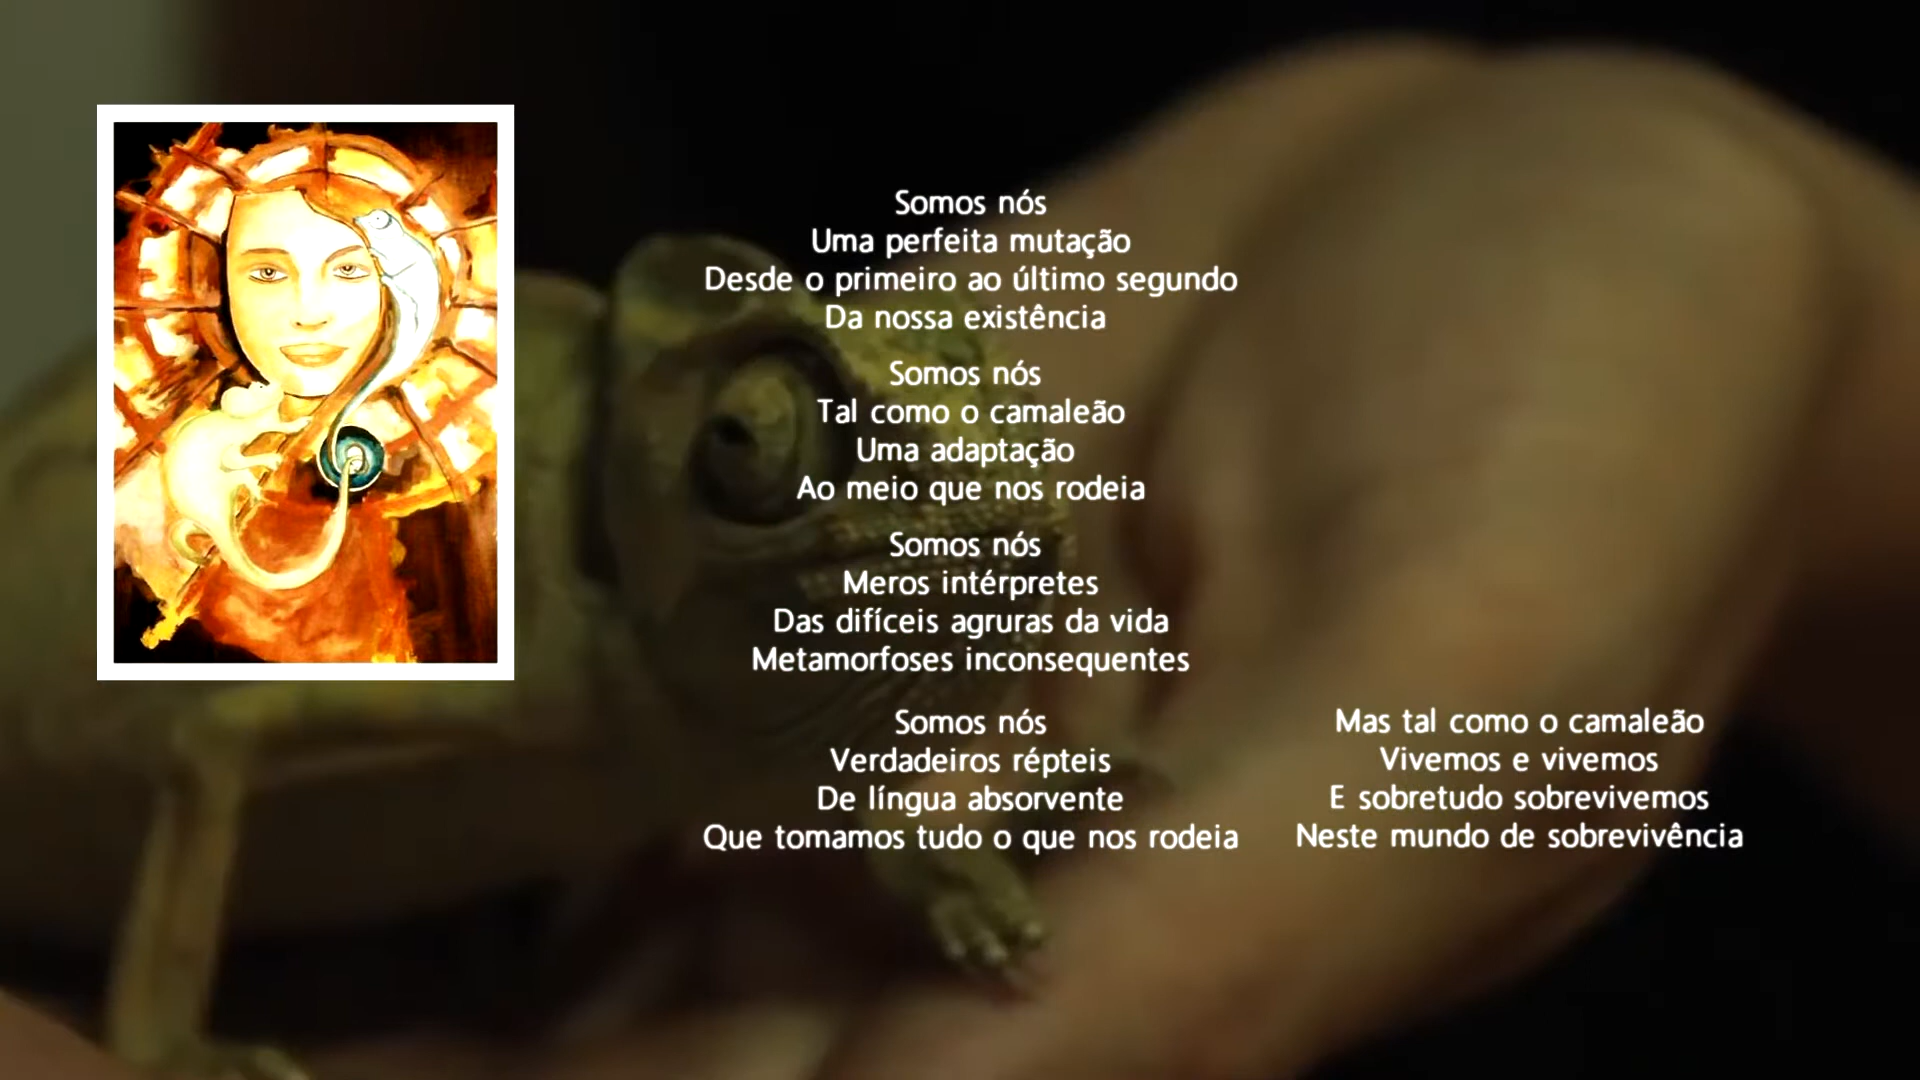 Somos nós
Uma perfeita mutação
Desde o primeiro ao último segundo
Da nossa existência
Somos nós
Tal como o camaleão
Uma adaptação
Ao meio que nos rodeia
Somos nós
Meros intérpretes
Das difíceis agruras da vida
Metamorfoses inconsequentes
Somos nós
Verdadeiros répteis
De língua absorvente
Que tomamos tudo o que nos rodeia
Mas tal como o camaleão
Vivemos e vivemos
E sobretudo sobrevivemos
Neste mundo de sobrevivência